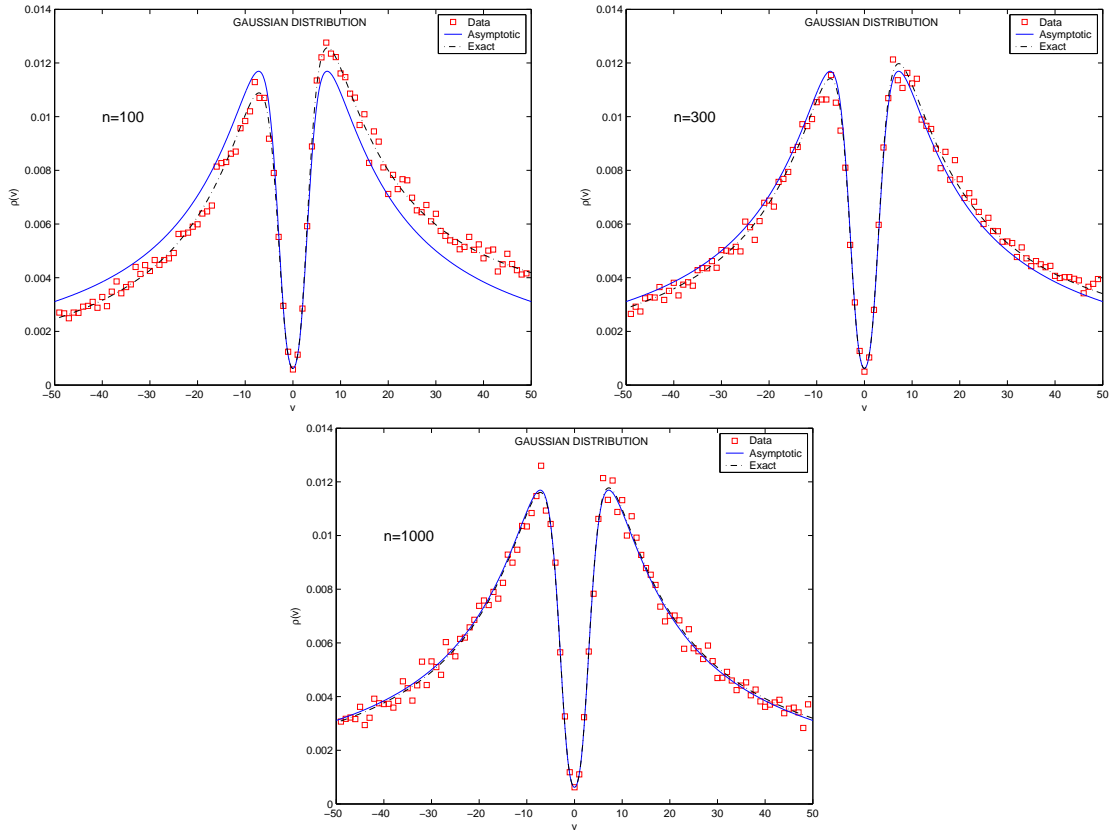 GAUSSIAN DISTRIBUTION
Data
Asymptotic
Exact
n=100
ρ(v)
0.014
0.012
0.01
0.008
0.006
0.004
0.002
0
−50 −40 −30 −20 −10 0 10 20 30 40 50
v
GAUSSIAN DISTRIBUTION
Data
Asymptotic
Exact
n=300
ρ(v)
0.014
0.012
0.01
0.008
0.006
0.004
0.002
0
−50 −40 −30 −20 −10 0 10 20 30 40 50
v
GAUSSIAN DISTRIBUTION
Data
Asymptotic
Exact
n=1000
ρ(v)
0.014
0.012
0.01
0.008
0.006
0.004
0.002
0
−50 −40 −30 −20 −10 0 10 20 30 40 50
v